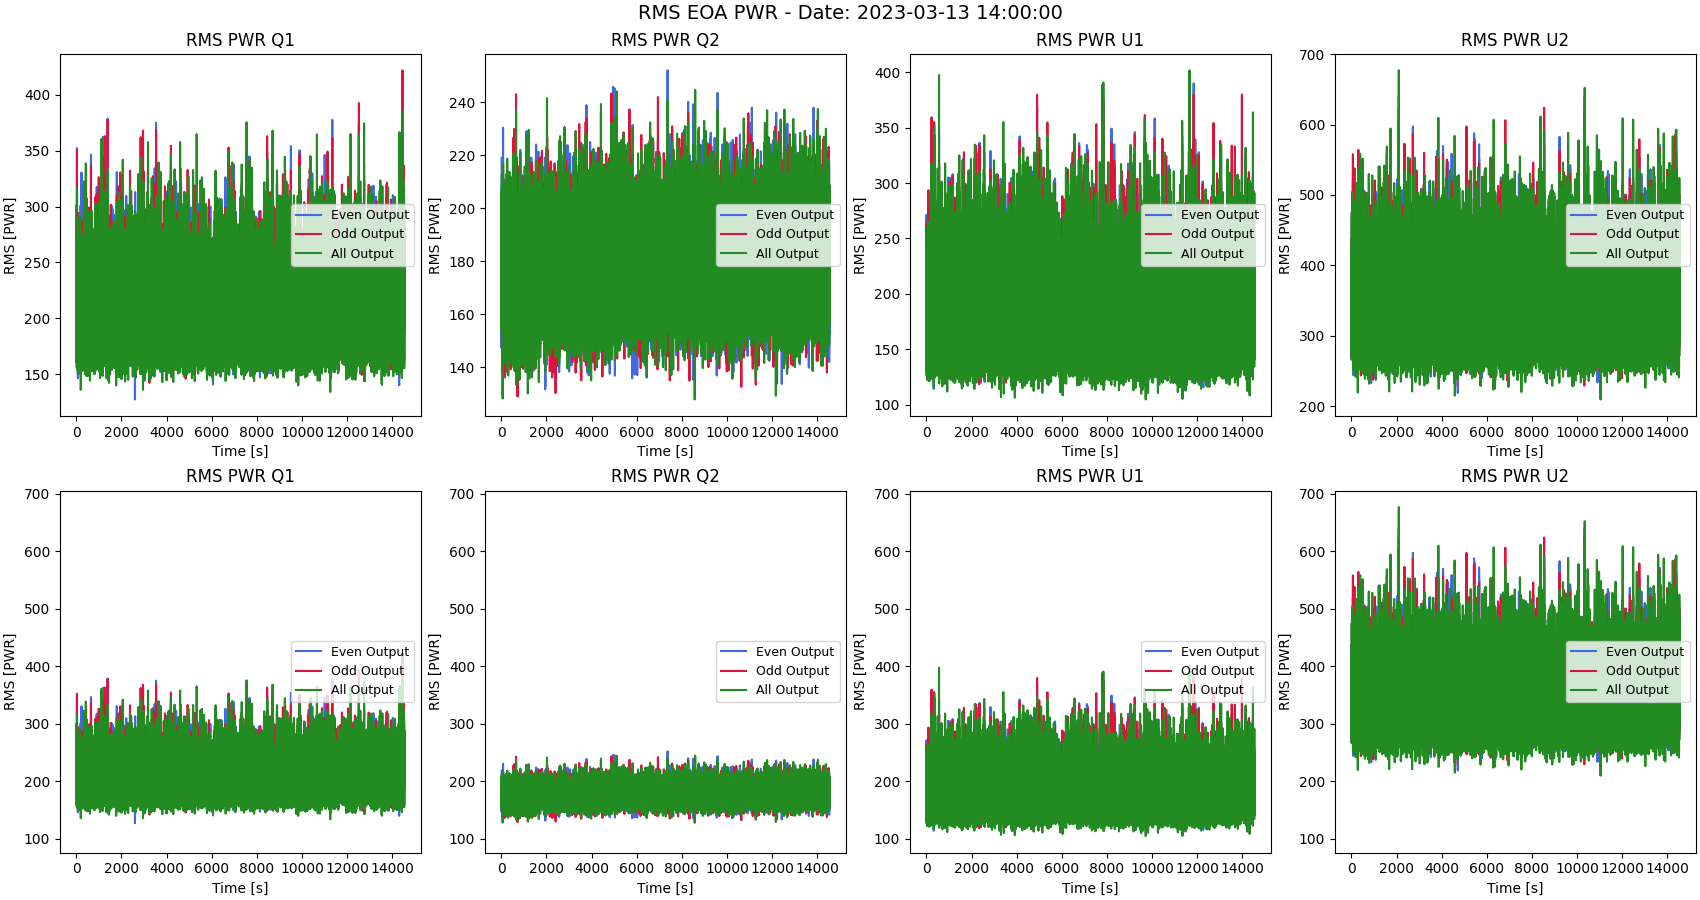 RMS EOA PWR - Date: 2023-03-13 14:00:00
RMS PWR Q1
RMS [PWR]
400
350
300
250
200
150
0 2000 4000 6000 8000 10000 12000 14000
Time [s]
Even Output
Odd Output
All Output
RMS PWR Q2
RMS [PWR]
240
220
200
180
160
140
0 2000 4000 6000 8000 10000 12000 14000
Time [s]
Even Output
Odd Output
All Output
RMS PWR U1
RMS [PWR]
400
350
300
250
200
150
100
0 2000 4000 6000 8000 10000 12000 14000
Time [s]
Even Output
Odd Output
All Output
RMS PWR U2
RMS [PWR]
700
600
500
400
300
200
0 2000 4000 6000 8000 10000 12000 14000
Time [s]
Even Output
Odd Output
All Output
RMS PWR Q1
RMS [PWR]
700
600
500
400
300
200
100
0 2000 4000 6000 8000 10000 12000 14000
Time [s]
Even Output
Odd Output
All Output
RMS PWR Q2
RMS [PWR]
700
600
500
400
300
200
100
0 2000 4000 6000 8000 10000 12000 14000
Time [s]
Even Output
Odd Output
All Output
RMS PWR U1
RMS [PWR]
700
600
500
400
300
200
100
0 2000 4000 6000 8000 10000 12000 14000
Time [s]
Even Output
Odd Output
All Output
RMS PWR U2
RMS [PWR]
700
600
500
400
300
200
100
0 2000 4000 6000 8000 10000 12000 14000
Time [s]
Even Output
Odd Output
All Output